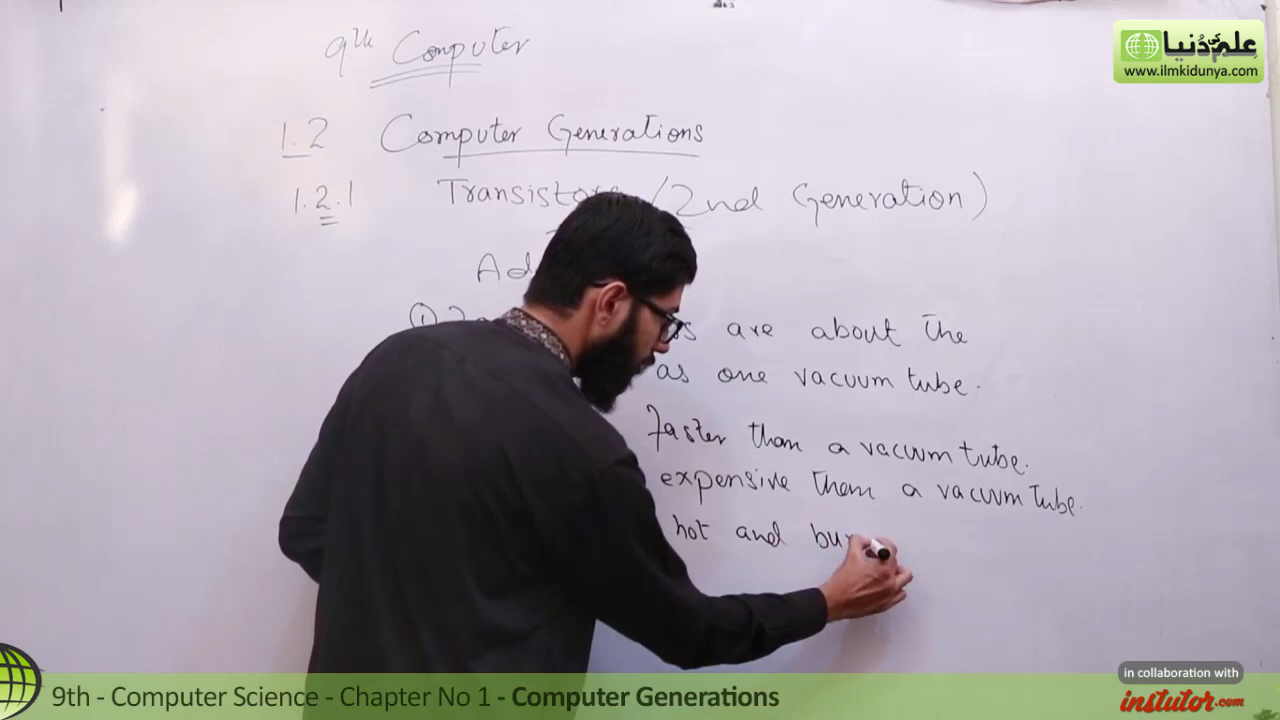 9th Computer
1.2 Computer Generations
1.2.1 Transistors (2nd Generation)
are about the
as one vacuum tube.
faster than a vacuum tube.
expensive than a vacuum tube.
hot and
علم کی دنیا
www.ilmkidunya.com
in collaboration with
instutor.com
9th - Computer Science - Chapter No 1 - Computer Generations